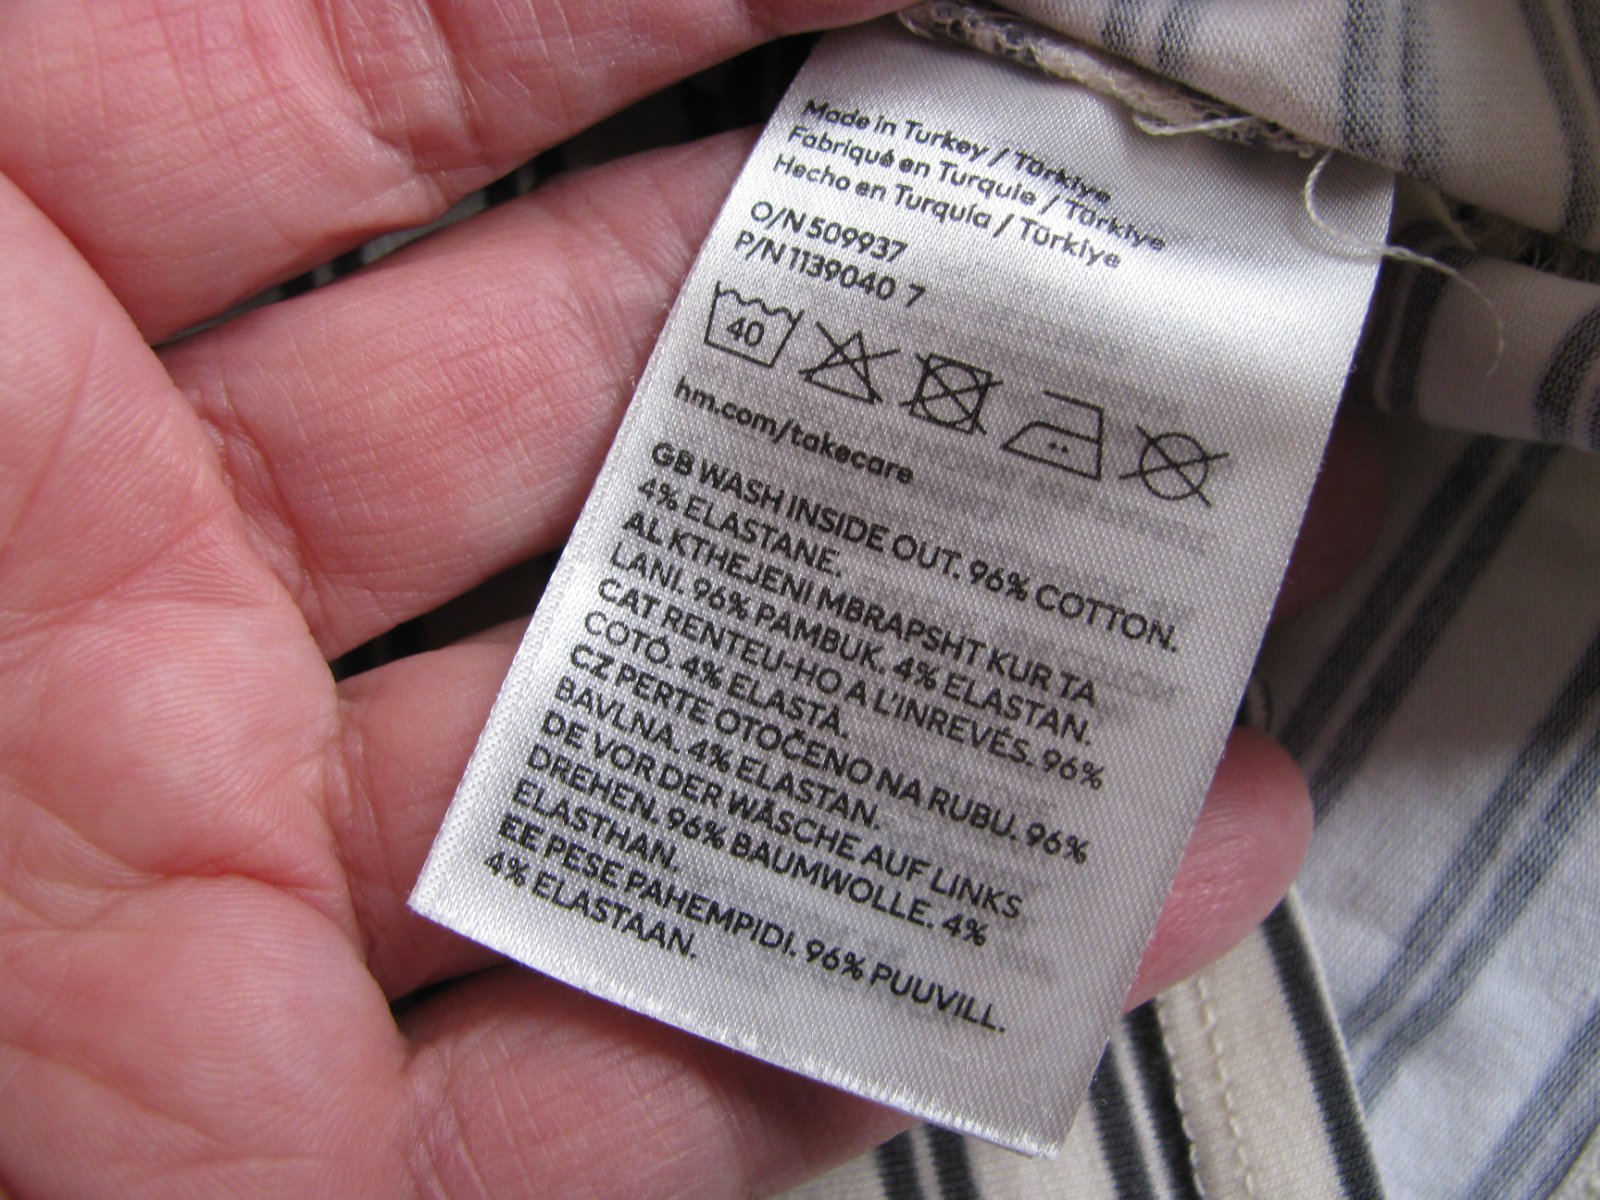 Made in Turkey / Türkiye
Fabriqué en Turquie / Türkiye
Hecho en Turquía / Türkiye
O/N 509937
P/N 1139040 7
40
hm.com/takecare
GB WASH INSIDE OUT. 96% COTTON.
4% ELASTANE.
AL KTHEJENI MBRAPSHT KUR TA
LANI. 96% PAMBUK. 4% ELASTAN.
CAT RENTEU-HO A L'INREVÉS. 96%
COTÓ. 4% ELASTÀ.
CZ PERTE OTOČENO NA RUBU. 96%
BAVLNA. 4% ELASTAN.
DE VOR DER WÄSCHE AUF LINKS
DREHEN. 96% BAUMWOLLE. 4%
ELASTHAN.
EE PESE PAHEMPIDI. 96% PUUVILL.
4% ELASTAAN.